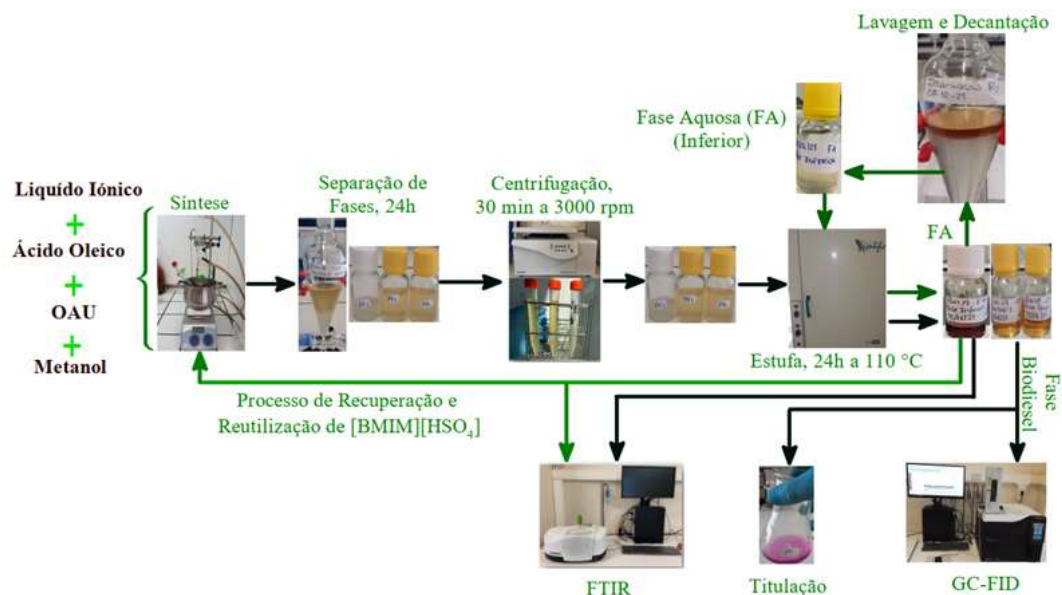 Lavagem e Decantação
Fase Aquosa (FA)
(Inferior)
Liquído Iónico
+
Ácido Oleico
+
OAU
+
Metanol
Síntese
Separação de
Fases, 24h
Centrifugação,
30 min a 3000 rpm
FA
Estufa, 24h a 110 °C
Fase
Biodiesel
Processo de Recuperação e
Reutilização de [BMIM][HSO₄]
FTIR
Titulação
GC-FID